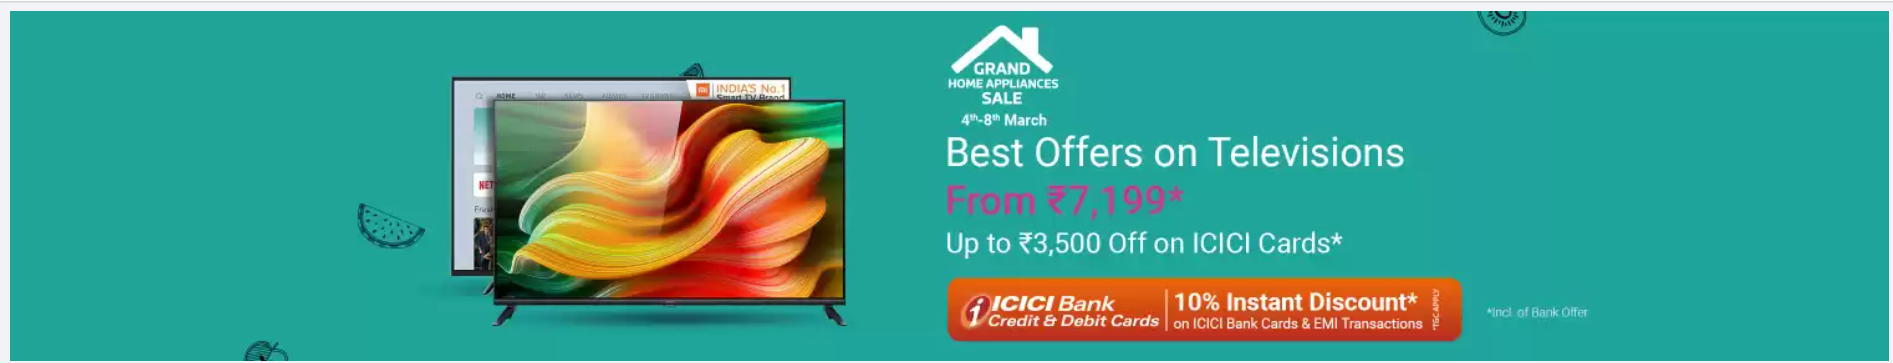 INDIA'S No.1
Smart TV Brand
HOME
NET
GRAND
HOME APPLIANCES
SALE
4th-8th March
Best Offers on Televisions
From ₹7,199*
Up to ₹3,500 Off on ICICI Cards*
ICICI Bank
Credit & Debit Cards
10% Instant Discount*
on ICICI Bank Cards & EMI Transactions
*T&C APPLY
*Incl. of Bank Offer